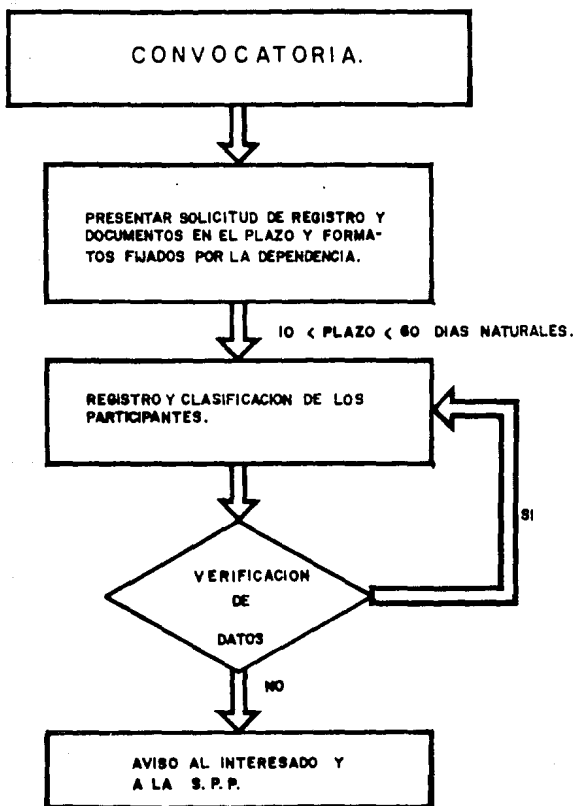 CONVOCATORIA.
PRESENTAR SOLICITUD DE REGISTRO Y
DOCUMENTOS EN EL PLAZO Y FORMA-
TOS FIJADOS POR LA DEPENDENCIA.
10 < PLAZO < 60 DIAS NATURALES.
REGISTRO Y CLASIFICACION DE LOS
PARTICIPANTES.
SI
VERIFICACION
DE
DATOS
NO
AVISO AL INTERESADO Y
A LA S.P.P.